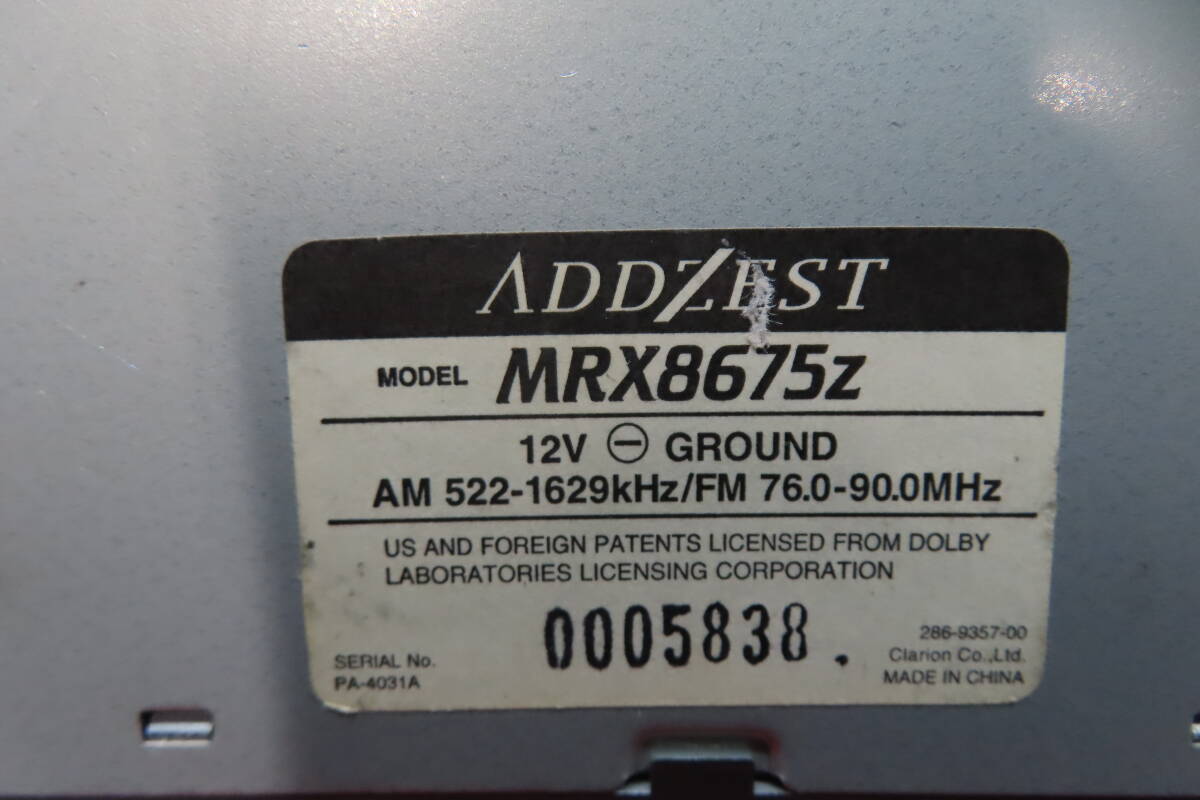 ADDZEST
MODEL MRX8675z
12V ⊖ GROUND
AM 522-1629kHz/FM 76.0-90.0MHz
US AND FOREIGN PATENTS LICENSED FROM DOLBY
LABORATORIES LICENSING CORPORATION
0005838.
SERIAL No.
PA-4031A
286-9357-00
Clarion Co.,Ltd.
MADE IN CHINA